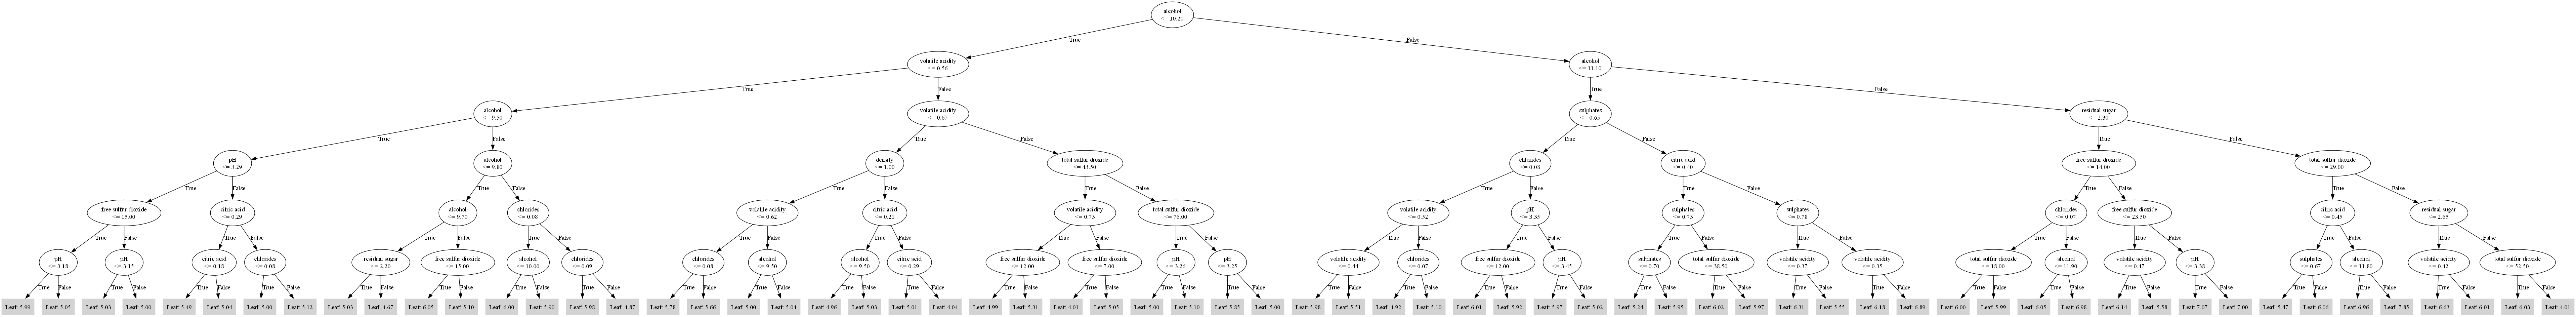 alcohol
<= 10.20
True
False
volatile acidity
<= 0.56
alcohol
<= 11.10
True
False
True
False
alcohol
<= 9.50
volatile acidity
<= 0.67
sulphates
<= 0.65
residual sugar
<= 2.30
True
False
True
False
True
False
True
False
pH
<= 3.29
alcohol
<= 9.80
density
<= 1.00
total sulfur dioxide
<= 43.50
chlorides
<= 0.08
citric acid
<= 0.40
free sulfur dioxide
<= 14.00
total sulfur dioxide
<= 29.00
True
False
True
False
True
False
True
False
True
False
True
False
True
False
True
False
free sulfur dioxide
<= 15.00
citric acid
<= 0.29
alcohol
<= 9.70
chlorides
<= 0.08
volatile acidity
<= 0.62
citric acid
<= 0.21
volatile acidity
<= 0.73
total sulfur dioxide
<= 76.00
volatile acidity
<= 0.52
pH
<= 3.35
sulphates
<= 0.73
sulphates
<= 0.78
chlorides
<= 0.07
free sulfur dioxide
<= 23.50
citric acid
<= 0.45
residual sugar
<= 2.65
True
False
True
False
True
False
True
False
True
False
True
False
True
False
True
False
True
False
True
False
True
False
True
False
True
False
True
False
True
False
True
False
pH
<= 3.18
pH
<= 3.15
citric acid
<= 0.18
chlorides
<= 0.08
residual sugar
<= 2.20
free sulfur dioxide
<= 15.00
alcohol
<= 10.00
chlorides
<= 0.09
chlorides
<= 0.08
alcohol
<= 9.50
alcohol
<= 9.50
citric acid
<= 0.29
free sulfur dioxide
<= 12.00
free sulfur dioxide
<= 7.00
pH
<= 3.26
pH
<= 3.25
volatile acidity
<= 0.44
chlorides
<= 0.07
free sulfur dioxide
<= 12.00
pH
<= 3.45
sulphates
<= 0.70
total sulfur dioxide
<= 38.50
volatile acidity
<= 0.37
volatile acidity
<= 0.35
total sulfur dioxide
<= 18.00
alcohol
<= 11.90
volatile acidity
<= 0.47
pH
<= 3.38
sulphates
<= 0.67
alcohol
<= 11.80
volatile acidity
<= 0.42
total sulfur dioxide
<= 52.50
True
False
True
False
True
False
True
False
True
False
True
False
True
False
True
False
True
False
True
False
True
False
True
False
True
False
True
False
True
False
True
False
True
False
True
False
True
False
True
False
True
False
True
False
True
False
True
False
True
False
True
False
True
False
True
False
True
False
True
False
True
False
True
False
Leaf: 5.99
Leaf: 5.05
Leaf: 5.03
Leaf: 5.00
Leaf: 5.49
Leaf: 5.04
Leaf: 5.00
Leaf: 5.12
Leaf: 5.03
Leaf: 4.67
Leaf: 6.05
Leaf: 5.10
Leaf: 6.00
Leaf: 5.90
Leaf: 5.98
Leaf: 4.87
Leaf: 5.78
Leaf: 5.66
Leaf: 5.00
Leaf: 5.04
Leaf: 4.96
Leaf: 5.03
Leaf: 5.01
Leaf: 4.04
Leaf: 4.99
Leaf: 5.31
Leaf: 4.01
Leaf: 5.05
Leaf: 5.00
Leaf: 5.10
Leaf: 5.85
Leaf: 5.00
Leaf: 5.98
Leaf: 5.51
Leaf: 4.92
Leaf: 5.10
Leaf: 6.01
Leaf: 5.92
Leaf: 5.97
Leaf: 5.02
Leaf: 5.24
Leaf: 5.95
Leaf: 6.02
Leaf: 5.97
Leaf: 6.31
Leaf: 5.55
Leaf: 6.18
Leaf: 6.89
Leaf: 6.00
Leaf: 5.99
Leaf: 6.05
Leaf: 6.98
Leaf: 6.14
Leaf: 5.58
Leaf: 7.07
Leaf: 7.00
Leaf: 5.47
Leaf: 6.06
Leaf: 6.96
Leaf: 7.85
Leaf: 6.63
Leaf: 6.01
Leaf: 6.03
Leaf: 4.01